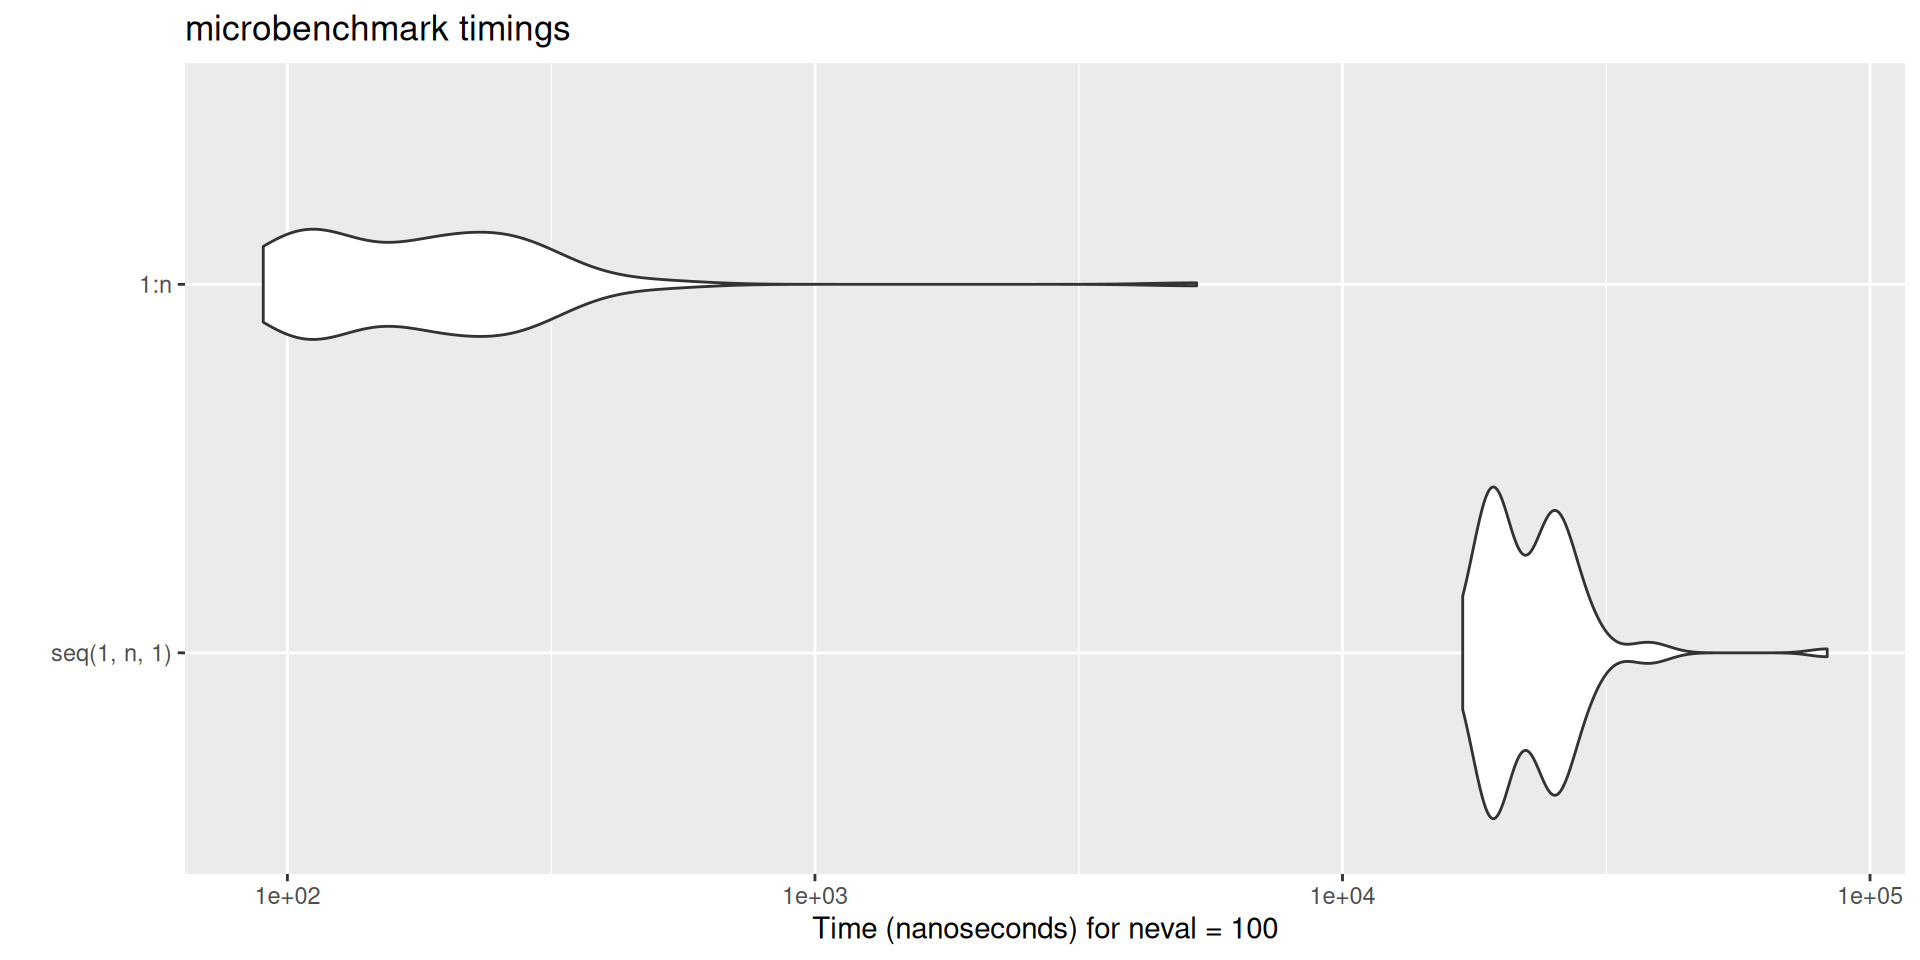 microbenchmark timings
1:n
seq(1, n, 1)
1e+02 1e+03 1e+04 1e+05
Time (nanoseconds) for neval = 100